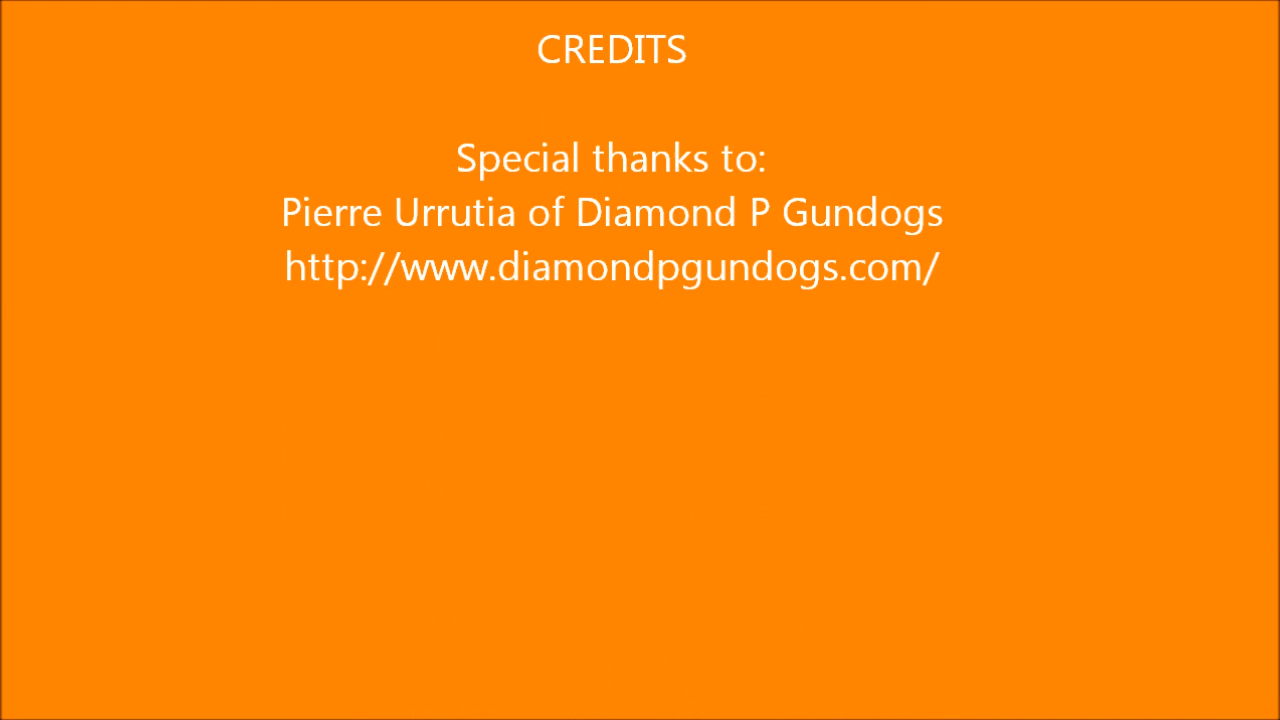 CREDITS
Special thanks to:
Pierre Urrutia of Diamond P Gundogs
http://www.diamondpgundogs.com/